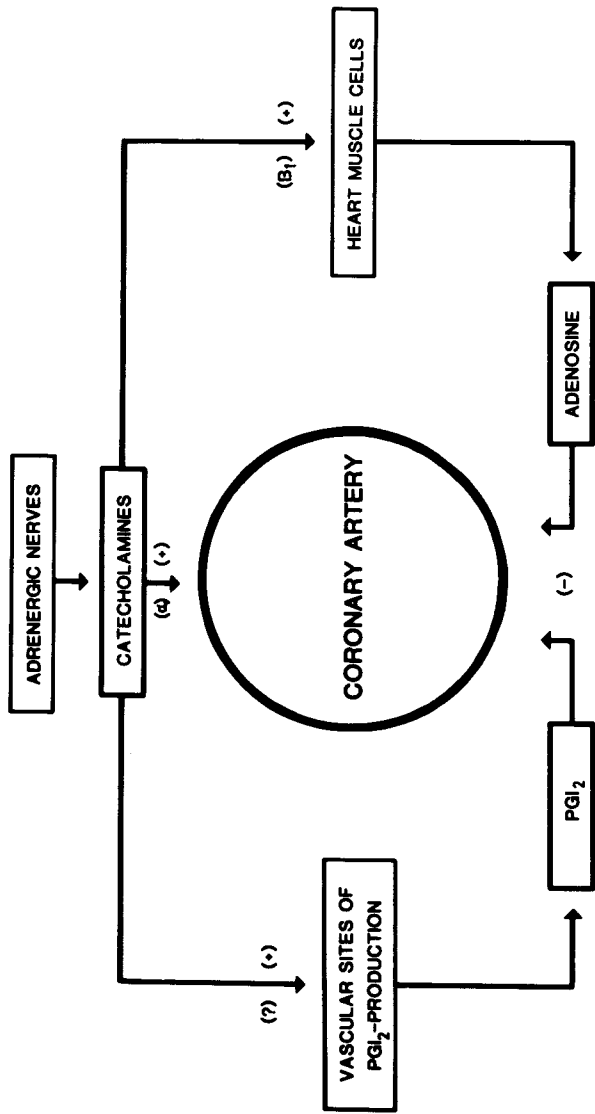 ADRENERGIC NERVES
CATECHOLAMINES
(α) (+)
(?) (+)
(B₁) (+)
VASCULAR SITES OF
PGI₂-PRODUCTION
CORONARY ARTERY
HEART MUSCLE CELLS
PGI₂
(-)
ADENOSINE